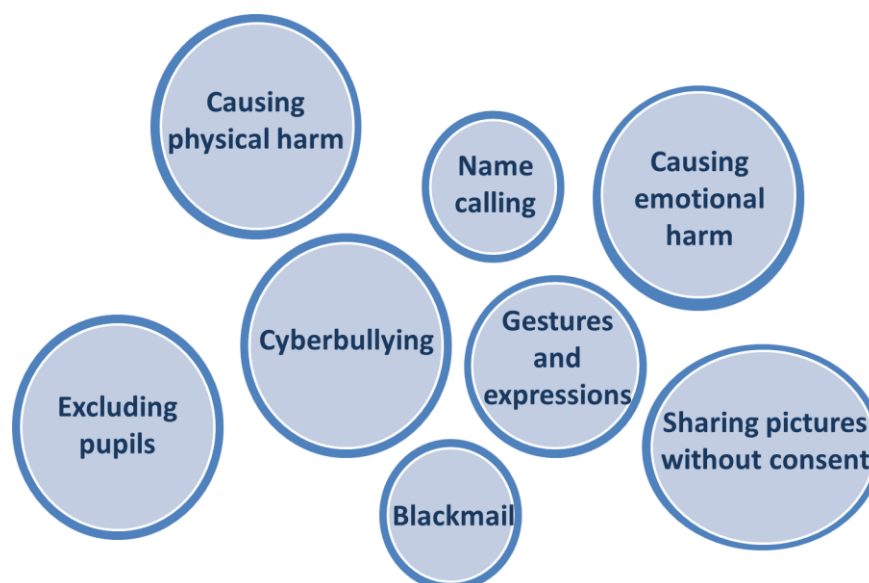 Causing
physical harm
Name
calling
Causing
emotional
harm
Cyberbullying
Gestures
and
expressions
Excluding
pupils
Sharing pictures
without consent
Blackmail